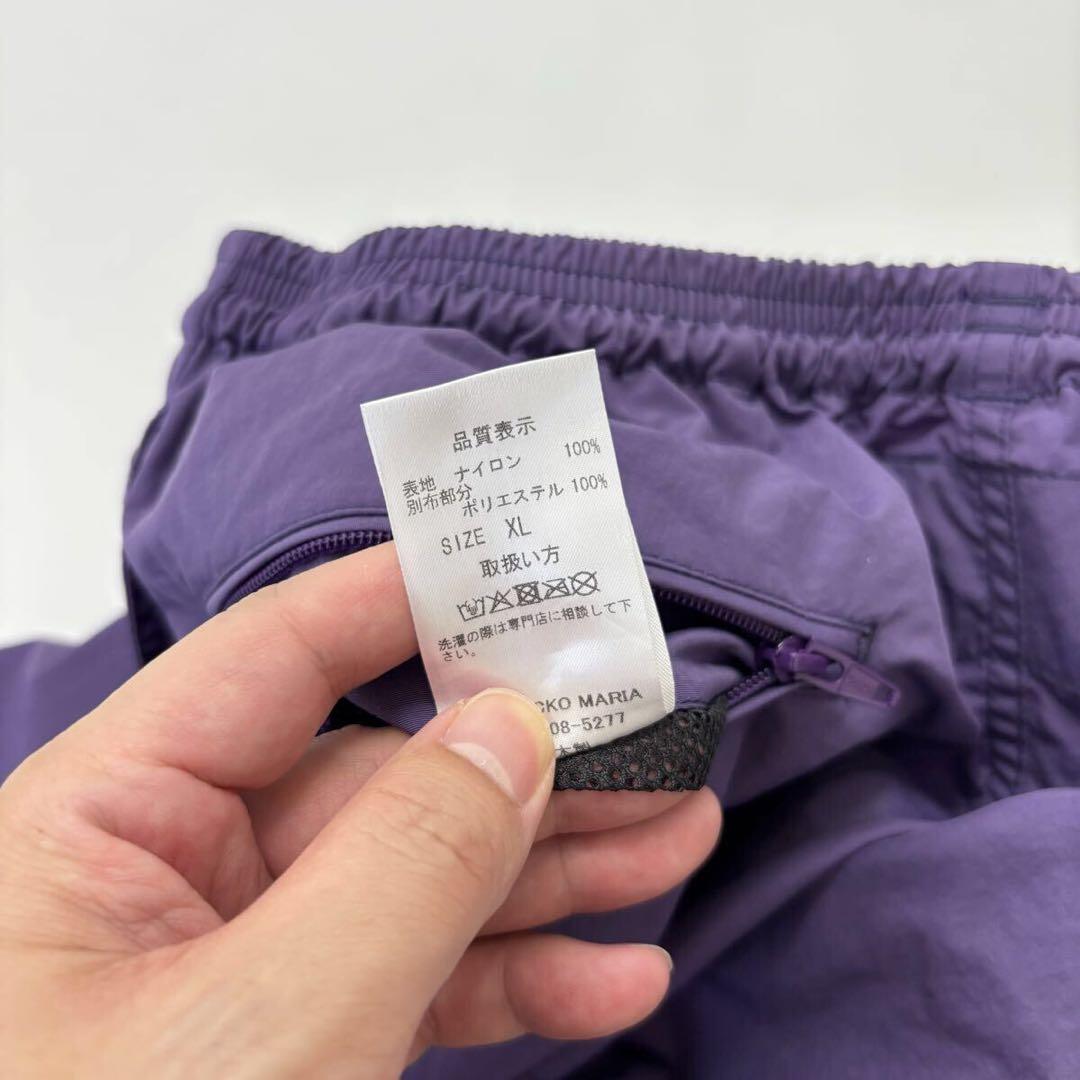 品質表示
表地 ナイロン 100%
別布部分
ポリエステル 100%
SIZE XL
取扱い方
洗濯の際は専門店に相談して下
さい。
CKO MARIA
08-5277
本製